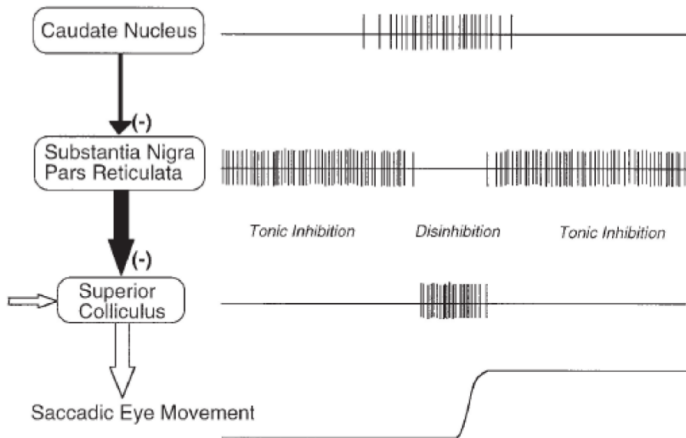 Caudate Nucleus
(-)
Substantia Nigra
Pars Reticulata
Tonic Inhibition Disinhibition Tonic Inhibition
(-)
Superior
Colliculus
Saccadic Eye Movement